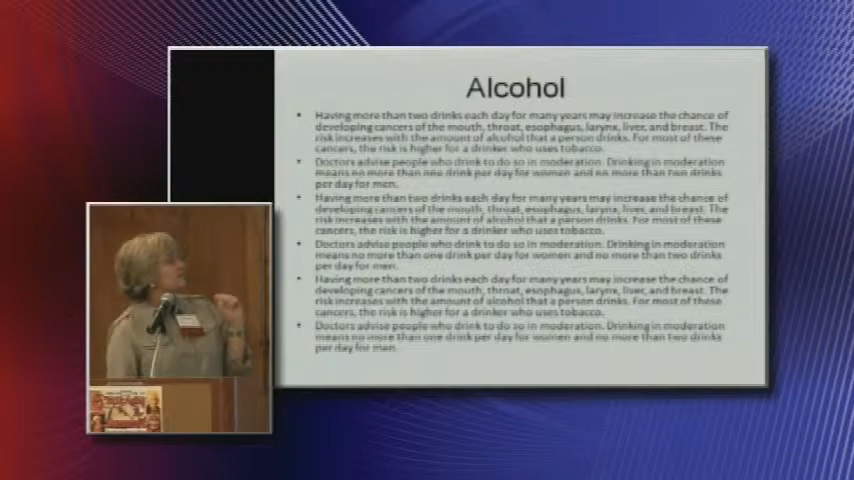 Alcohol
• Having more than two drinks each day for many years may increase the chance of
developing cancers of the mouth, throat, esophagus, larynx, liver, and breast. The
risk increases with the amount of alcohol that a person drinks. For most of these
cancers, the risk is higher for a drinker who uses tobacco.
• Doctors advise people who drink to do so in moderation. Drinking in moderation
means no more than one drink per day for women and no more than two drinks
per day for men.
• Having more than two drinks each day for many years may increase the chance of
developing cancers of the mouth, throat, esophagus, larynx, liver, and breast. The
risk increases with the amount of alcohol that a person drinks. For most of these
cancers, the risk is higher for a drinker who uses tobacco.
• Doctors advise people who drink to do so in moderation. Drinking in moderation
means no more than one drink per day for women and no more than two drinks
per day for men.
• Having more than two drinks each day for many years may increase the chance of
developing cancers of the mouth, throat, esophagus, larynx, liver, and breast. The
risk increases with the amount of alcohol that a person drinks. For most of these
cancers, the risk is higher for a drinker who uses tobacco.
• Doctors advise people who drink to do so in moderation. Drinking in moderation
means no more than one drink per day for women and no more than two drinks
per day for men.